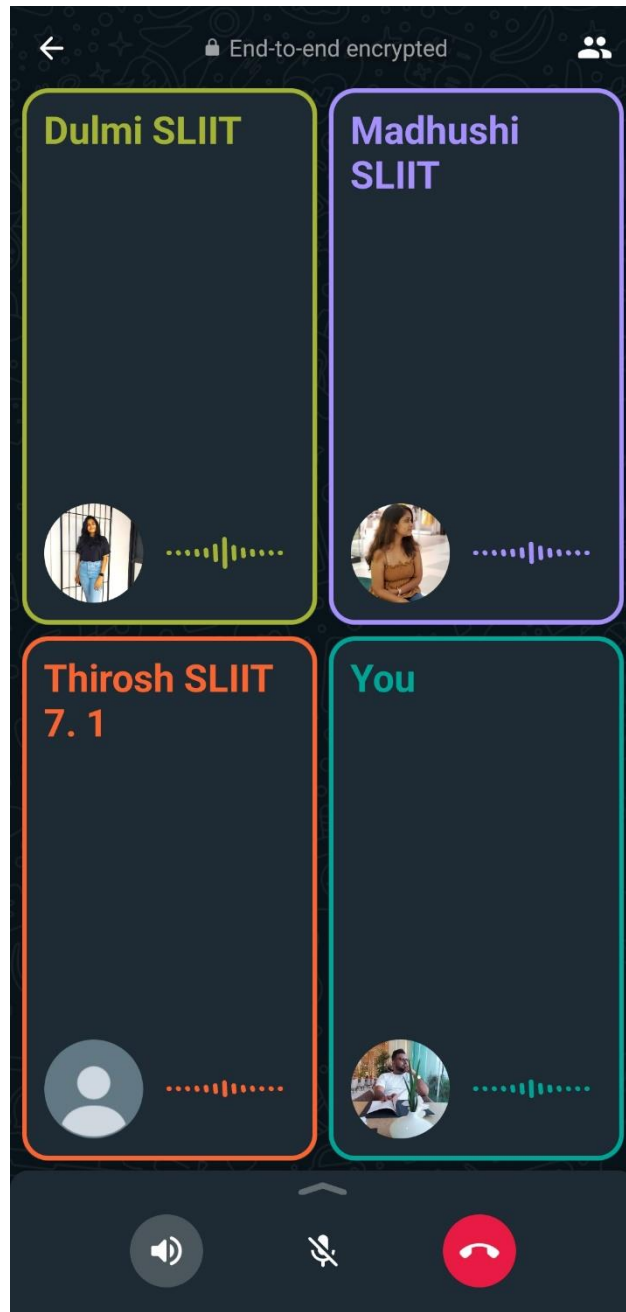 End-to-end encrypted
Dulmi SLIIT
Madhushi
SLIIT
Thirosh SLIIT
7. 1
You